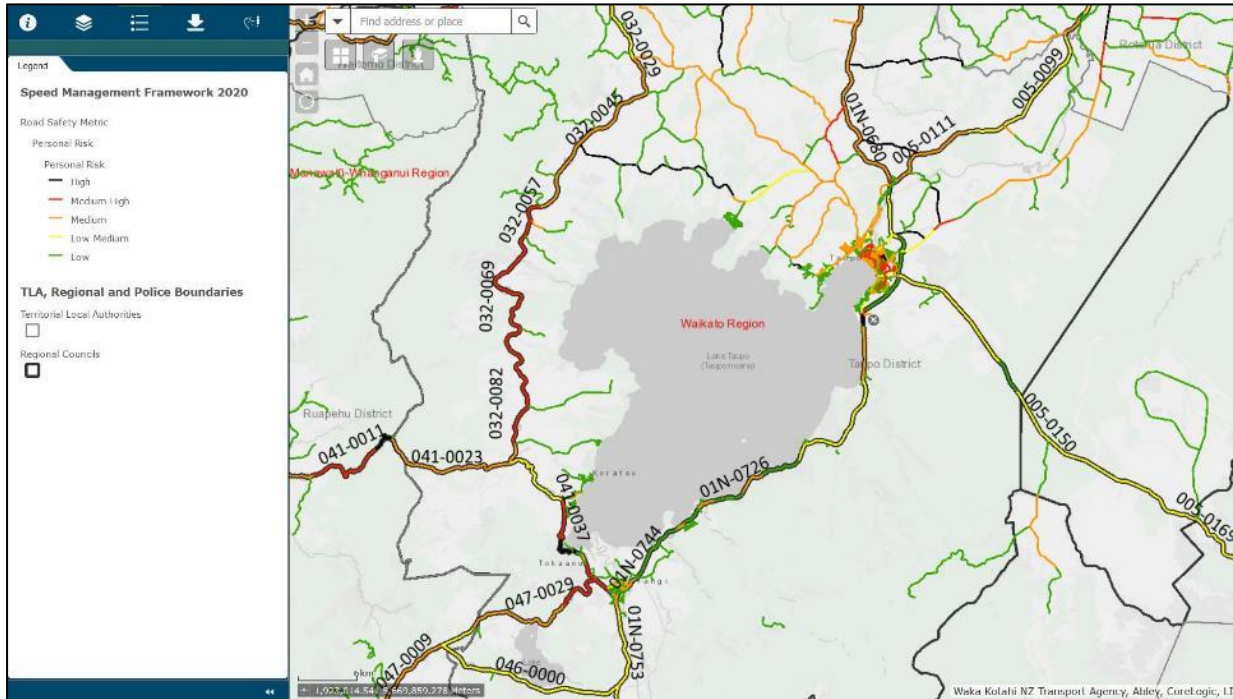 Legend
Speed Management Framework 2020
Road Safety Metric
Personal Risk
Personal Risk
High
Medium High
Medium
Low Medium
Low
TLA, Regional and Police Boundaries
Territorial Local Authorities
Regional Councils
Find address or place
Waitomo District
Rotorua District
032-0029
032-0045
01N-0680
005-0111
005-0099
Manawatū-Whanganui Region
032-0057
032-0069
Taupo
Waikato Region
Lake Taupo
(Taupomoana)
Taupo District
032-0082
Ruapehu District
041-0011
041-0023
005-0150
Kuratau
041-0037
01N-0726
005-0169
Tokaanu
01N-0744
047-0029
01N-0753
047-0009
046-0000
6km
Waka Kotahi NZ Transport Agency, Abley, CoreLogic, LI